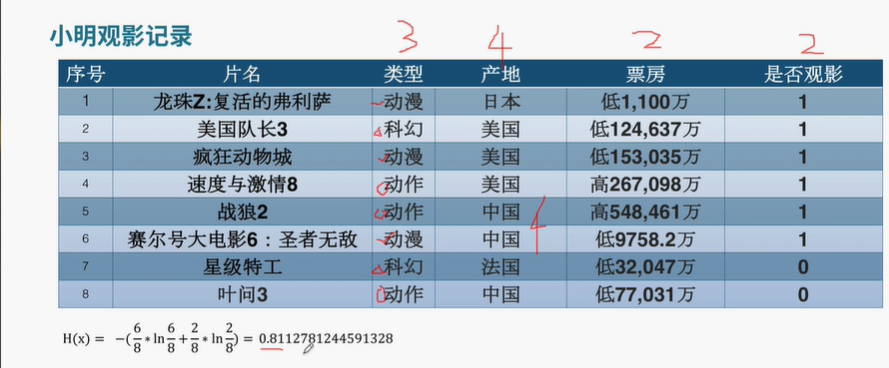 小明观影记录
3 4 2 2
序号 片名 类型 产地 票房 是否观影
1 龙珠Z:复活的弗利萨 动漫 日本 低1,100万 1
2 美国队长3 科幻 美国 低124,637万 1
3 疯狂动物城 动漫 美国 低153,035万 1
4 速度与激情8 动作 美国 高267,098万 1
5 战狼2 动作 中国 高548,461万 1
6 赛尔号大电影6：圣者无敌 动漫 中国 低9758.2万 1
7 星级特工 科幻 法国 低32,047万 0
8 叶问3 动作 中国 低77,031万 0
4
H(x) = −(6/8*ln6/8+2/8*ln2/8) = 0.8112781244591328